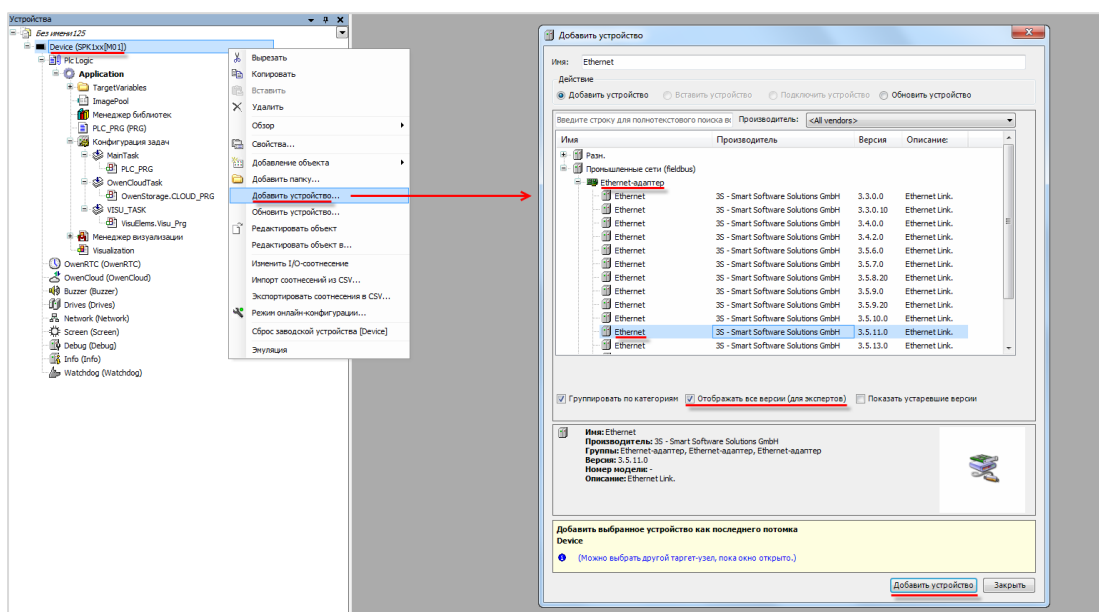 Устройства
Без имени125
Device (SPK1xx[M01])
Plc Logic
Application
TargetVariables
ImagePool
Менеджер библиотек
PLC_PRG (PRG)
Конфигурация задач
MainTask
PLC_PRG
OwenCloudTask
OwenStorage.CLOUD_PRG
VISU_TASK
VisuElems.Visu_Prg
Менеджер визуализации
Visualization
OwenRTC (OwenRTC)
OwenCloud (OwenCloud)
Buzzer (Buzzer)
Drives (Drives)
Network (Network)
Screen (Screen)
Debug (Debug)
Info (Info)
Watchdog (Watchdog)
Вырезать
Копировать
Вставить
Удалить
Обзор
Свойства...
Добавление объекта
Добавить папку...
Добавить устройство...
Обновить устройство...
Редактировать объект
Редактировать объект в...
Изменить I/O-соотнесение
Импорт соотнесений из CSV...
Экспортировать соотнесения в CSV...
Режим онлайн-конфигурации...
Сброс заводской устройства [Device]
Эмуляция
Добавить устройство
Имя: Ethernet
Действие
Добавить устройство Вставить устройство Подключить устройство Обновить устройство
Введите строку для полнотекстового поиска во Производитель: <All vendors>
Имя Производитель Версия Описание:
Разн.
Промышленные сети (fieldbus)
Ethernet-адаптер
Ethernet 3S - Smart Software Solutions GmbH 3.3.0.0 Ethernet Link.
Ethernet 3S - Smart Software Solutions GmbH 3.3.0.10 Ethernet Link.
Ethernet 3S - Smart Software Solutions GmbH 3.4.0.0 Ethernet Link.
Ethernet 3S - Smart Software Solutions GmbH 3.4.2.0 Ethernet Link.
Ethernet 3S - Smart Software Solutions GmbH 3.5.6.0 Ethernet Link.
Ethernet 3S - Smart Software Solutions GmbH 3.5.7.0 Ethernet Link.
Ethernet 3S - Smart Software Solutions GmbH 3.5.8.20 Ethernet Link.
Ethernet 3S - Smart Software Solutions GmbH 3.5.9.0 Ethernet Link.
Ethernet 3S - Smart Software Solutions GmbH 3.5.9.20 Ethernet Link.
Ethernet 3S - Smart Software Solutions GmbH 3.5.10.0 Ethernet Link.
Ethernet 3S - Smart Software Solutions GmbH 3.5.11.0 Ethernet Link.
Ethernet 3S - Smart Software Solutions GmbH 3.5.13.0 Ethernet Link.
Группировать по категориям Отображать все версии (для экспертов) Показать устаревшие версии
Имя: Ethernet
Производитель: 3S - Smart Software Solutions GmbH
Группы: Ethernet-адаптер, Ethernet-адаптер, Ethernet-адаптер
Версия: 3.5.11.0
Номер модели: -
Описание: Ethernet Link.
Добавить выбранное устройство как последнего потомка
Device
(Можно выбрать другой таргет-узел, пока окно открыто.)
Добавить устройство Закрыть